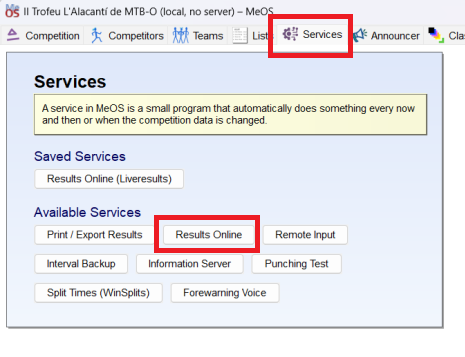 MeOS II Trofeu L'Alacantí de MTB-O (local, no server) – MeOS
Competition Competitors Teams List Services Announcer Cla
Services
A service in MeOS is a small program that automatically does something every now
and then or when the competition data is changed.
Saved Services
Results Online (Liveresults)
Available Services
Print / Export Results Results Online Remote Input
Interval Backup Information Server Punching Test
Split Times (WinSplits) Forewarning Voice